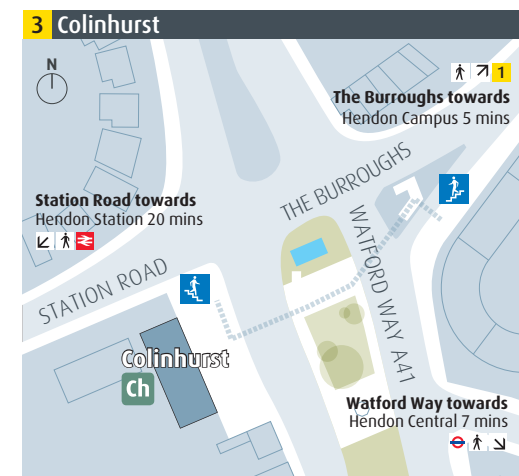 3 Colinhurst
N
1
The Burroughs towards
Hendon Campus 5 mins
THE BURROUGHS
Station Road towards
Hendon Station 20 mins
WATFORD WAY A41
STATION ROAD
Colinhurst
Ch
Watford Way towards
Hendon Central 7 mins